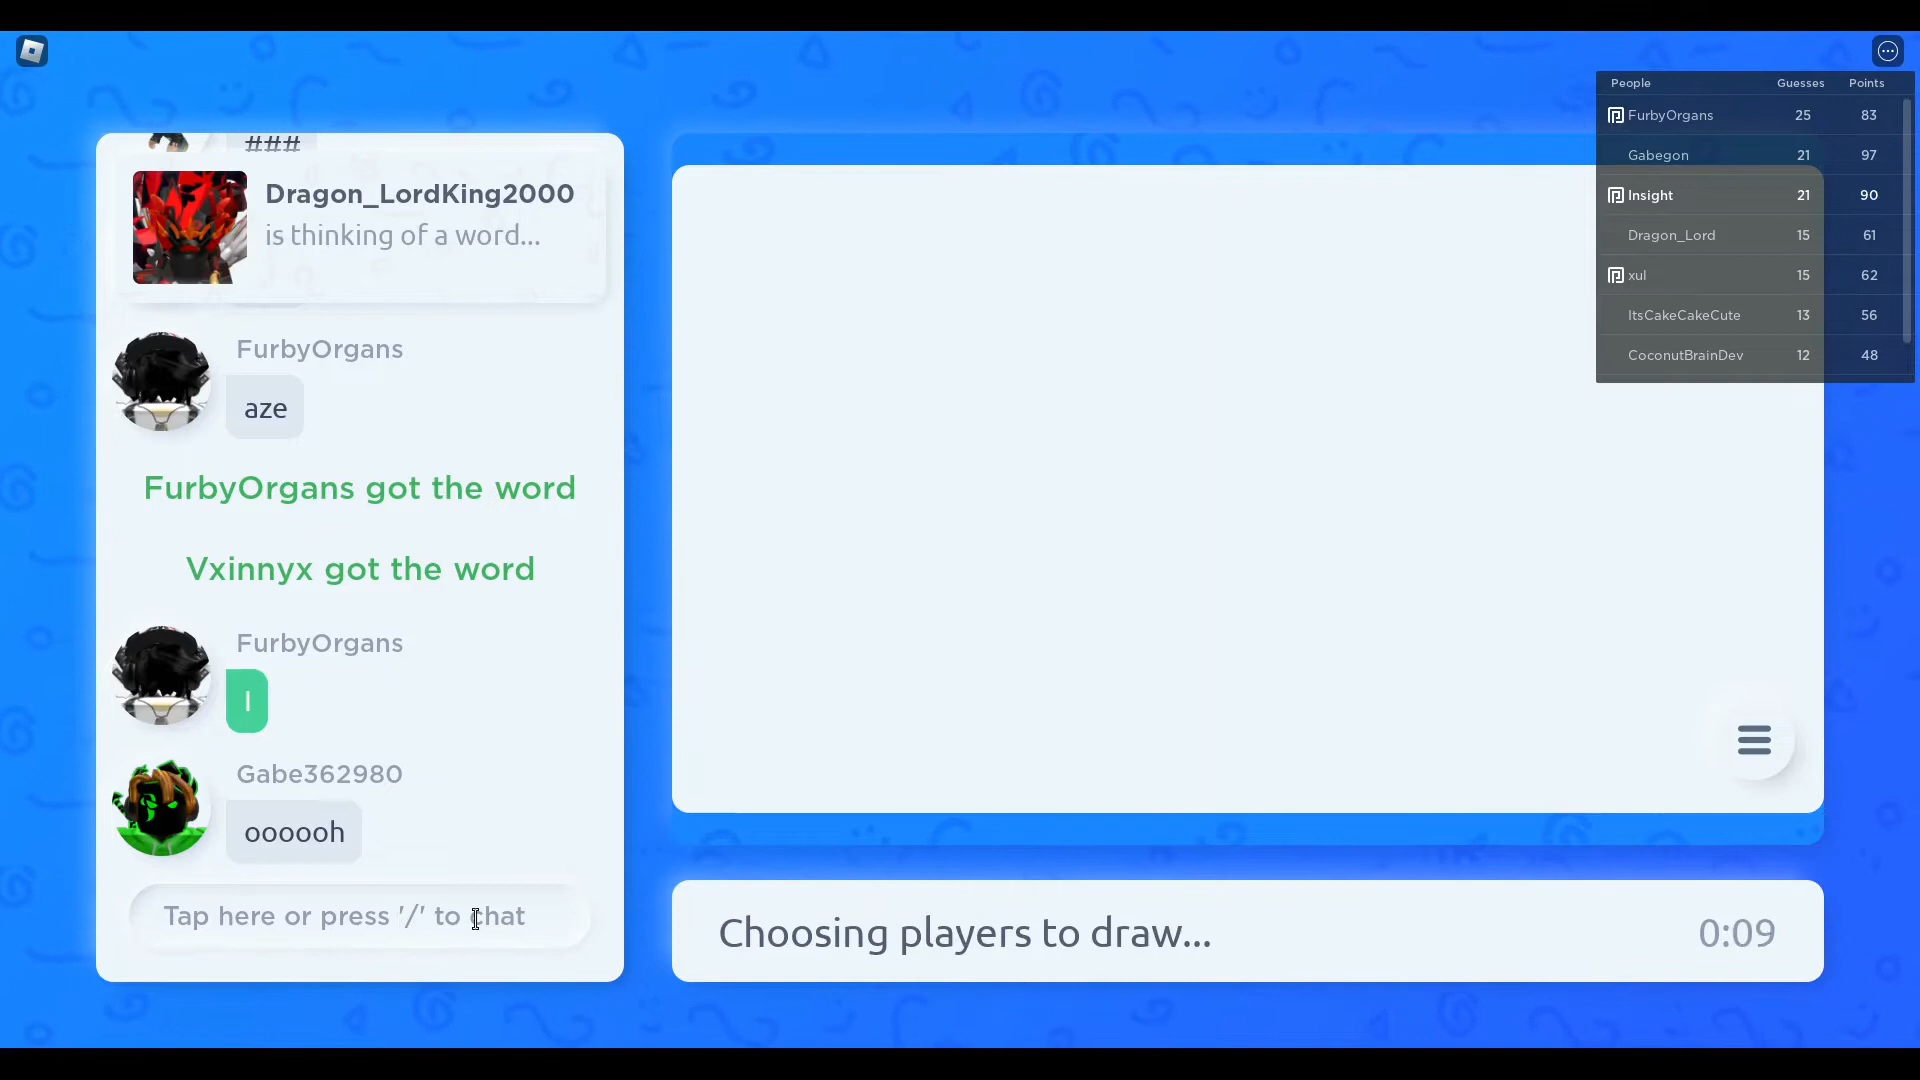 ###
Dragon_LordKing2000
is thinking of a word...
FurbyOrgans
aze
FurbyOrgans got the word
Vxinnyx got the word
FurbyOrgans
l
Gabe362980
oooooh
Tap here or press '/' to chat
Choosing players to draw...
0:09
People Guesses Points
FurbyOrgans 25 83
Gabegon 21 97
Insight 21 90
Dragon_Lord 15 61
xul 15 62
ItsCakeCakeCute 13 56
CoconutBrainDev 12 48